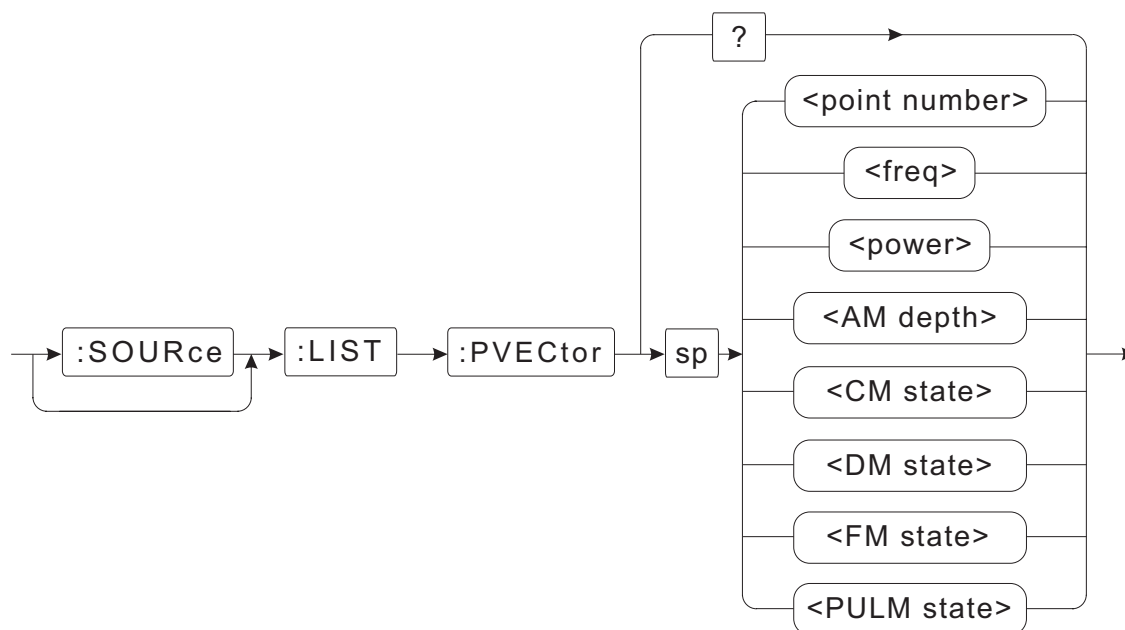 ?
<point number>
<freq>
<power>
<AM depth>
:SOURce :LIST :PVECtor sp
<CM state>
<DM state>
<FM state>
<PULM state>